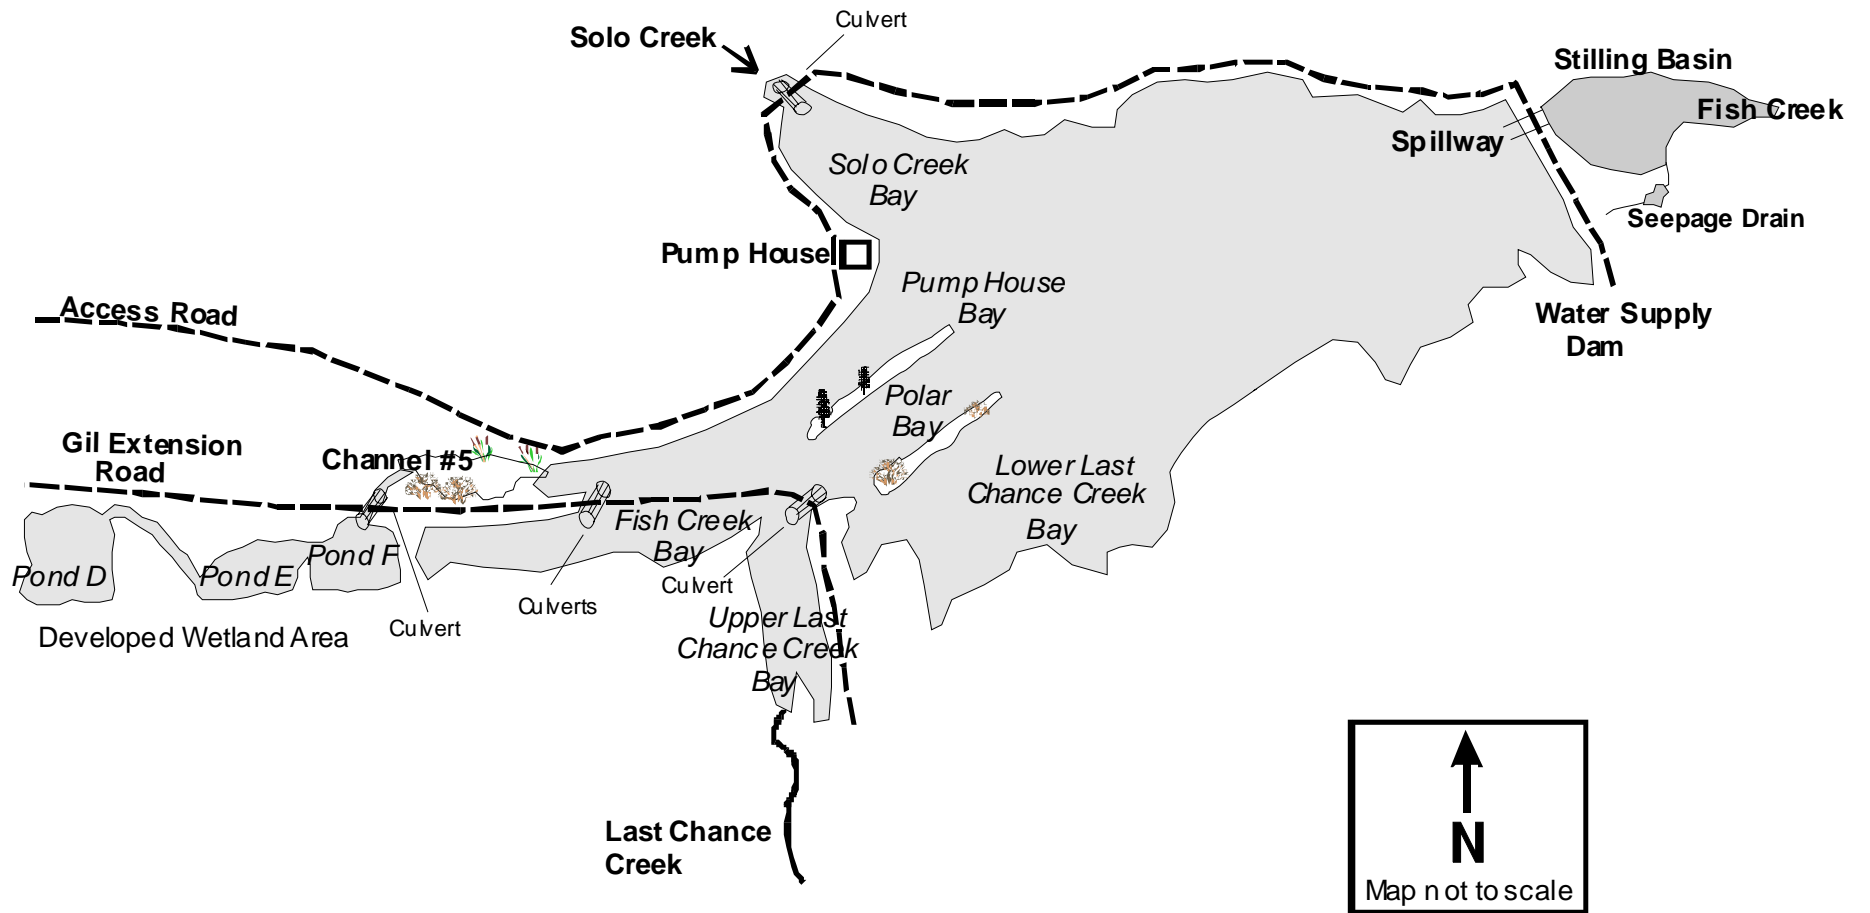 Culvert
Solo Creek
Stilling Basin
Fish Creek
Spillway
Solo Creek
Bay
Seepage Drain
Pump House
Pump House
Bay
Access Road
Water Supply
Dam
Polar
Bay
Gil Extension
Road
Channel #5
Lower Last
Chance Creek
Bay
Fish Creek
Bay
Pond D
Pond E
Pond F
Culvert
Culverts
Culvert
Developed Wetland Area
Upper Last
Chance Creek
Bay
Last Chance
Creek
N
Map not to scale